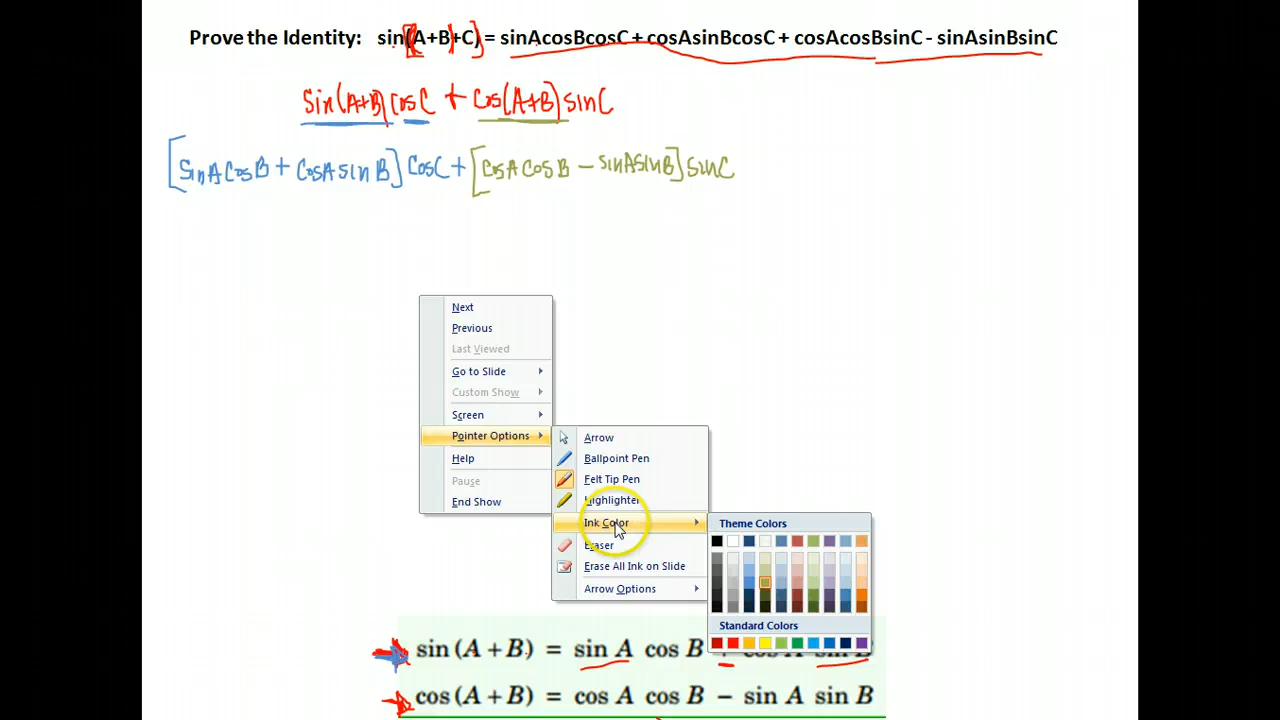 Prove the Identity: sin(A+B+C) = sinAcosBcosC + cosAsinBcosC + cosAcosBsinC - sinAsinBsinC
Sin(A+B)CosC + Cos(A+B)sinC
[SinACosB + CosAsinB]CosC + [CosACosB - sinAsinB]sinC
Next
Previous
Last Viewed
Go to Slide
Custom Show
Screen
Pointer Options
Help
Pause
End Show
Arrow
Ballpoint Pen
Felt Tip Pen
Highlighter
Ink Color
Eraser
Erase All Ink on Slide
Arrow Options
Theme Colors
Standard Colors
sin (A + B) = sin A cos B + cos A sin B
cos (A + B) = cos A cos B − sin A sin B